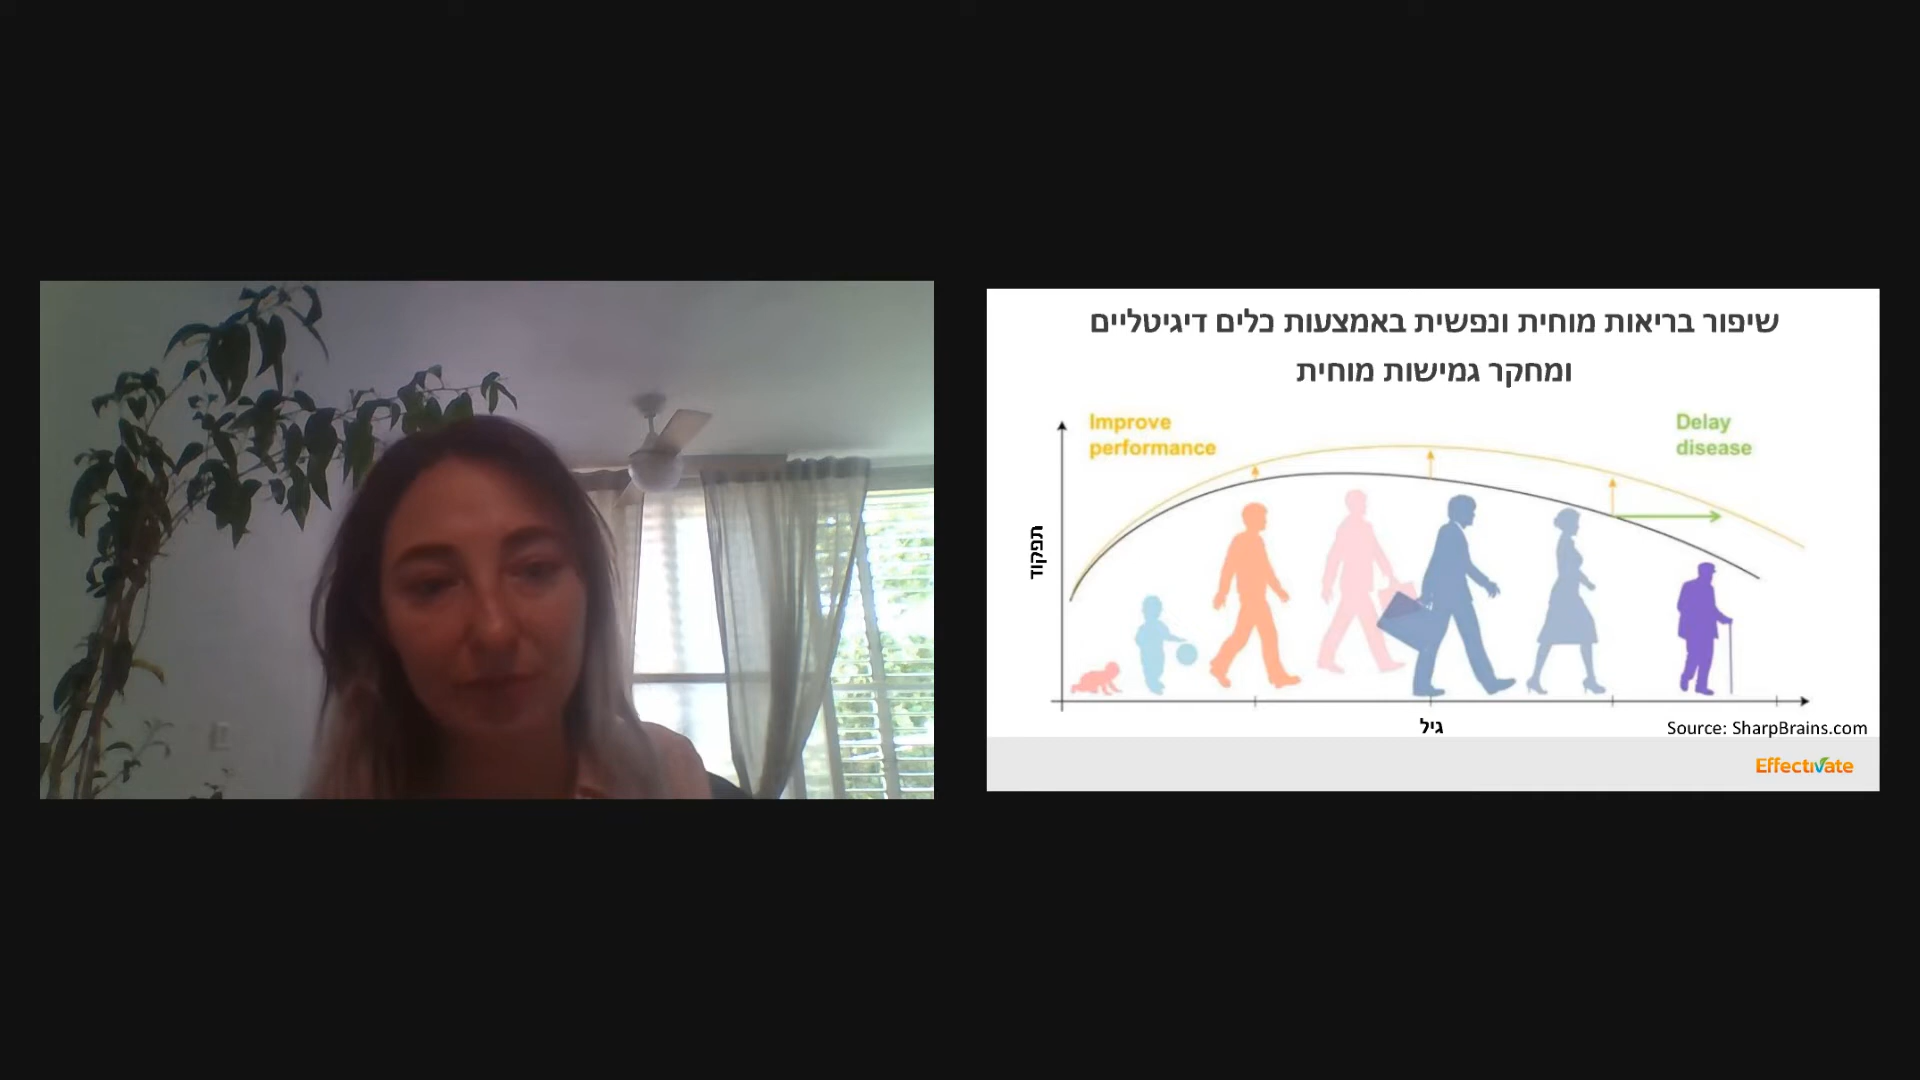 שיפור בריאות מוחית ונפשית באמצעות כלים דיגיטליים
ומחקר גמישות מוחית
Improve
performance
Delay
disease
תפקוד
גיל
Source: SharpBrains.com
Effectivate